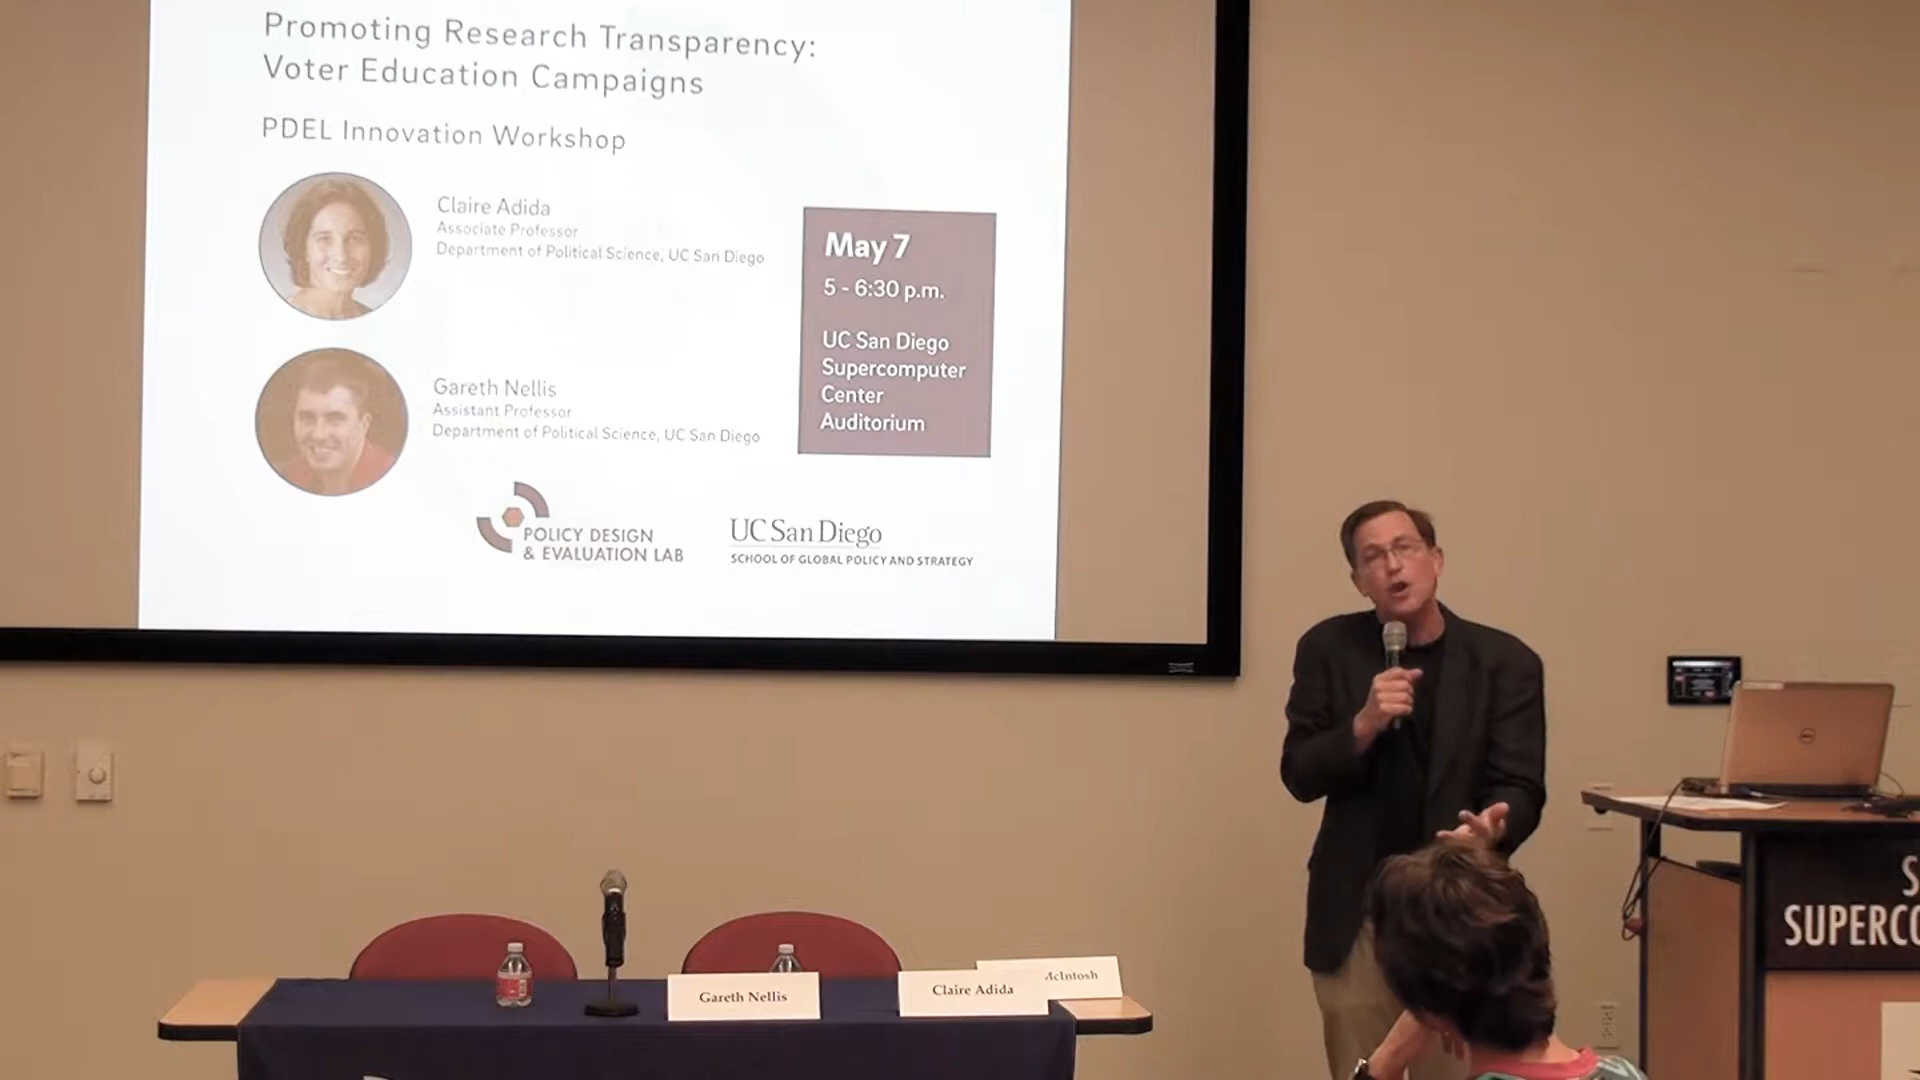 Promoting Research Transparency:
Voter Education Campaigns
PDEL Innovation Workshop
Claire Adida
Associate Professor
Department of Political Science, UC San Diego
Gareth Nellis
Assistant Professor
Department of Political Science, UC San Diego
May 7
5 - 6:30 p.m.
UC San Diego
Supercomputer
Center
Auditorium
POLICY DESIGN
& EVALUATION LAB
UC San Diego
SCHOOL OF GLOBAL POLICY AND STRATEGY
Gareth Nellis
Claire Adida
McIntosh
DELL
S
SUPERCO